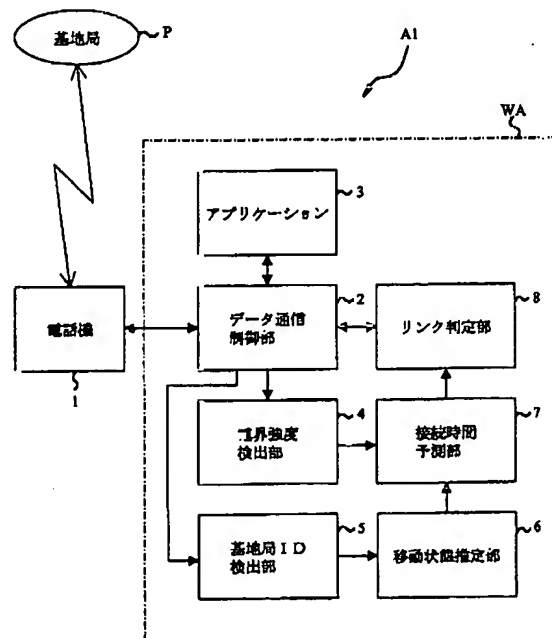 基地局
P
A1
WA
アプリケーション
3
電話機
1
データ通信
制御部
2
リンク判定部
8
電界強度
検出部
4
接続時間
予測部
7
基地局ID
検出部
5
移動状態推定部
6